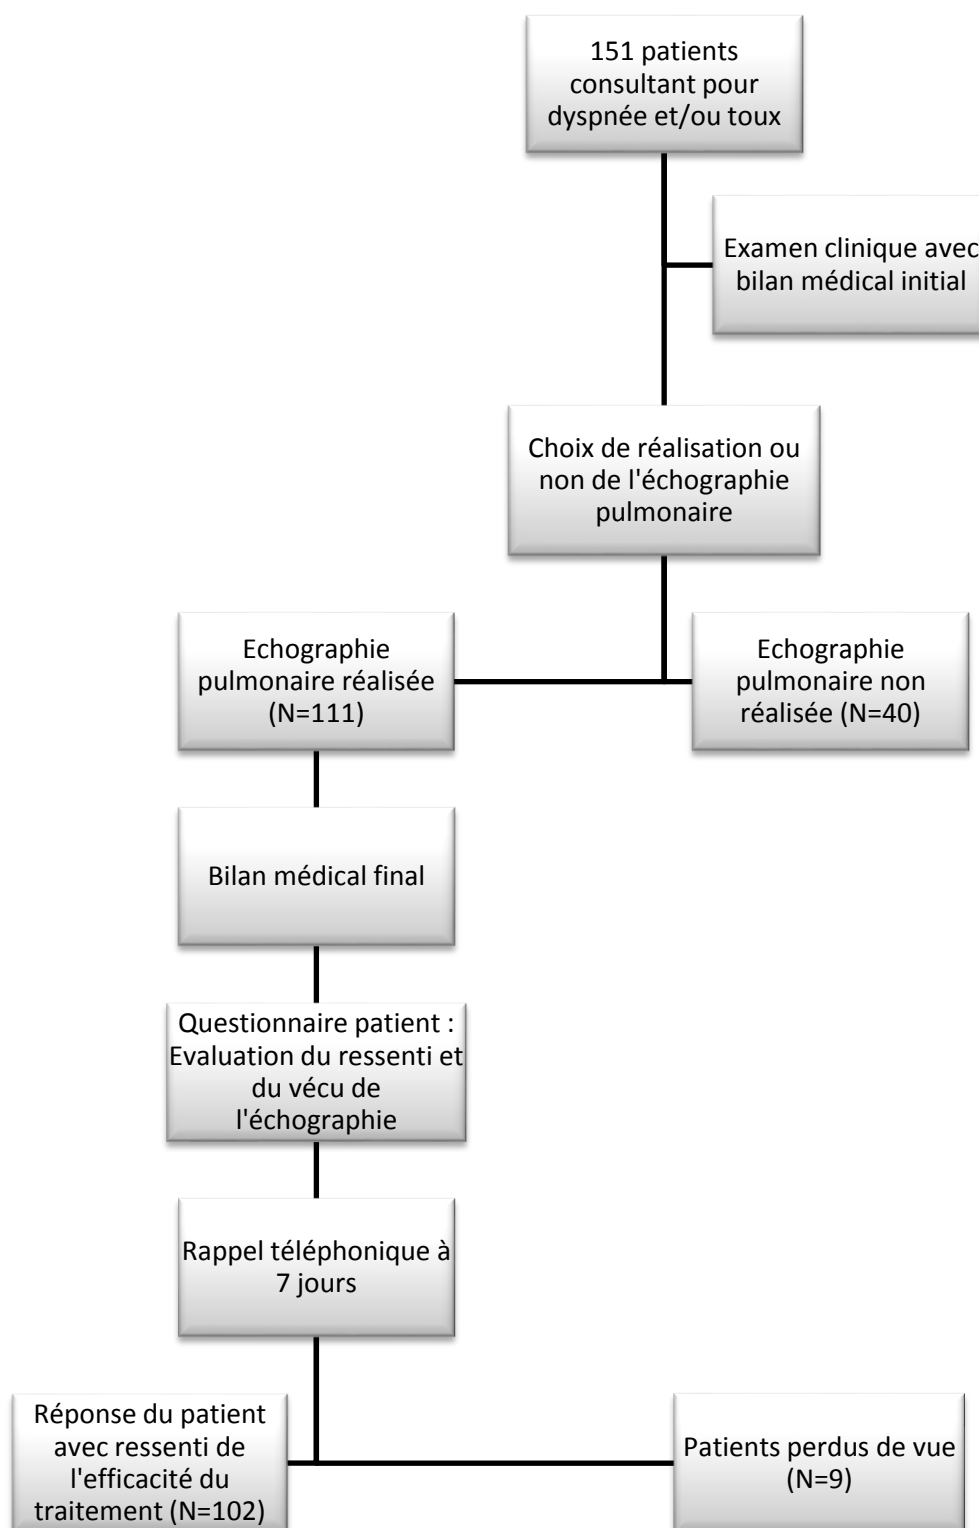 151 patients
consultant pour
dyspnée et/ou toux
Examen clinique avec
bilan médical initial
Choix de réalisation ou
non de l'échographie
pulmonaire
Echographie
pulmonaire réalisée
(N=111)
Echographie
pulmonaire non
réalisée (N=40)
Bilan médical final
Questionnaire patient :
Evaluation du ressenti et
du vécu de
l'échographie
Rappel téléphonique à
7 jours
Réponse du patient
avec ressenti de
l'efficacité du
traitement (N=102)
Patients perdus de vue
(N=9)